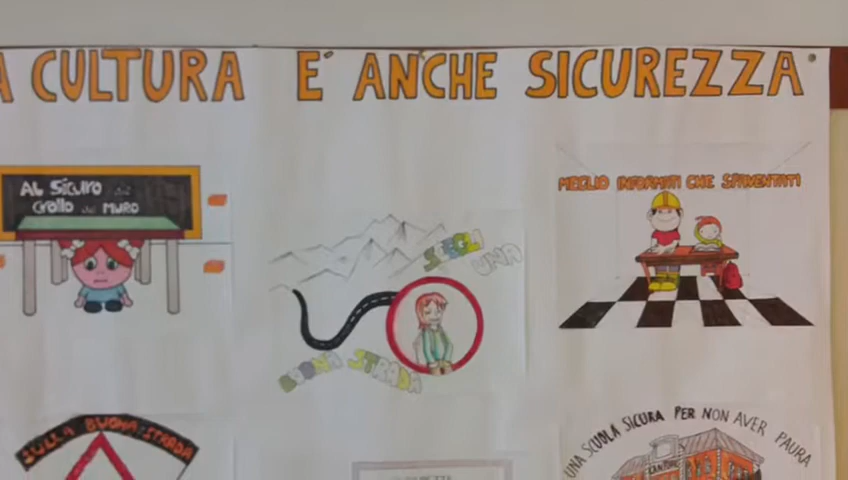 A CULTURA E' ANCHE SICUREZZA
AL SICURO dal
CROLLO del MURO
MEGLIO INFORMATI CHE SPAVENTATI
SCEGLI UNA
BUONA STRADA
SULLA BUONA STRADA
UNA SCUOLA SICURA PER NON AVER PAURA